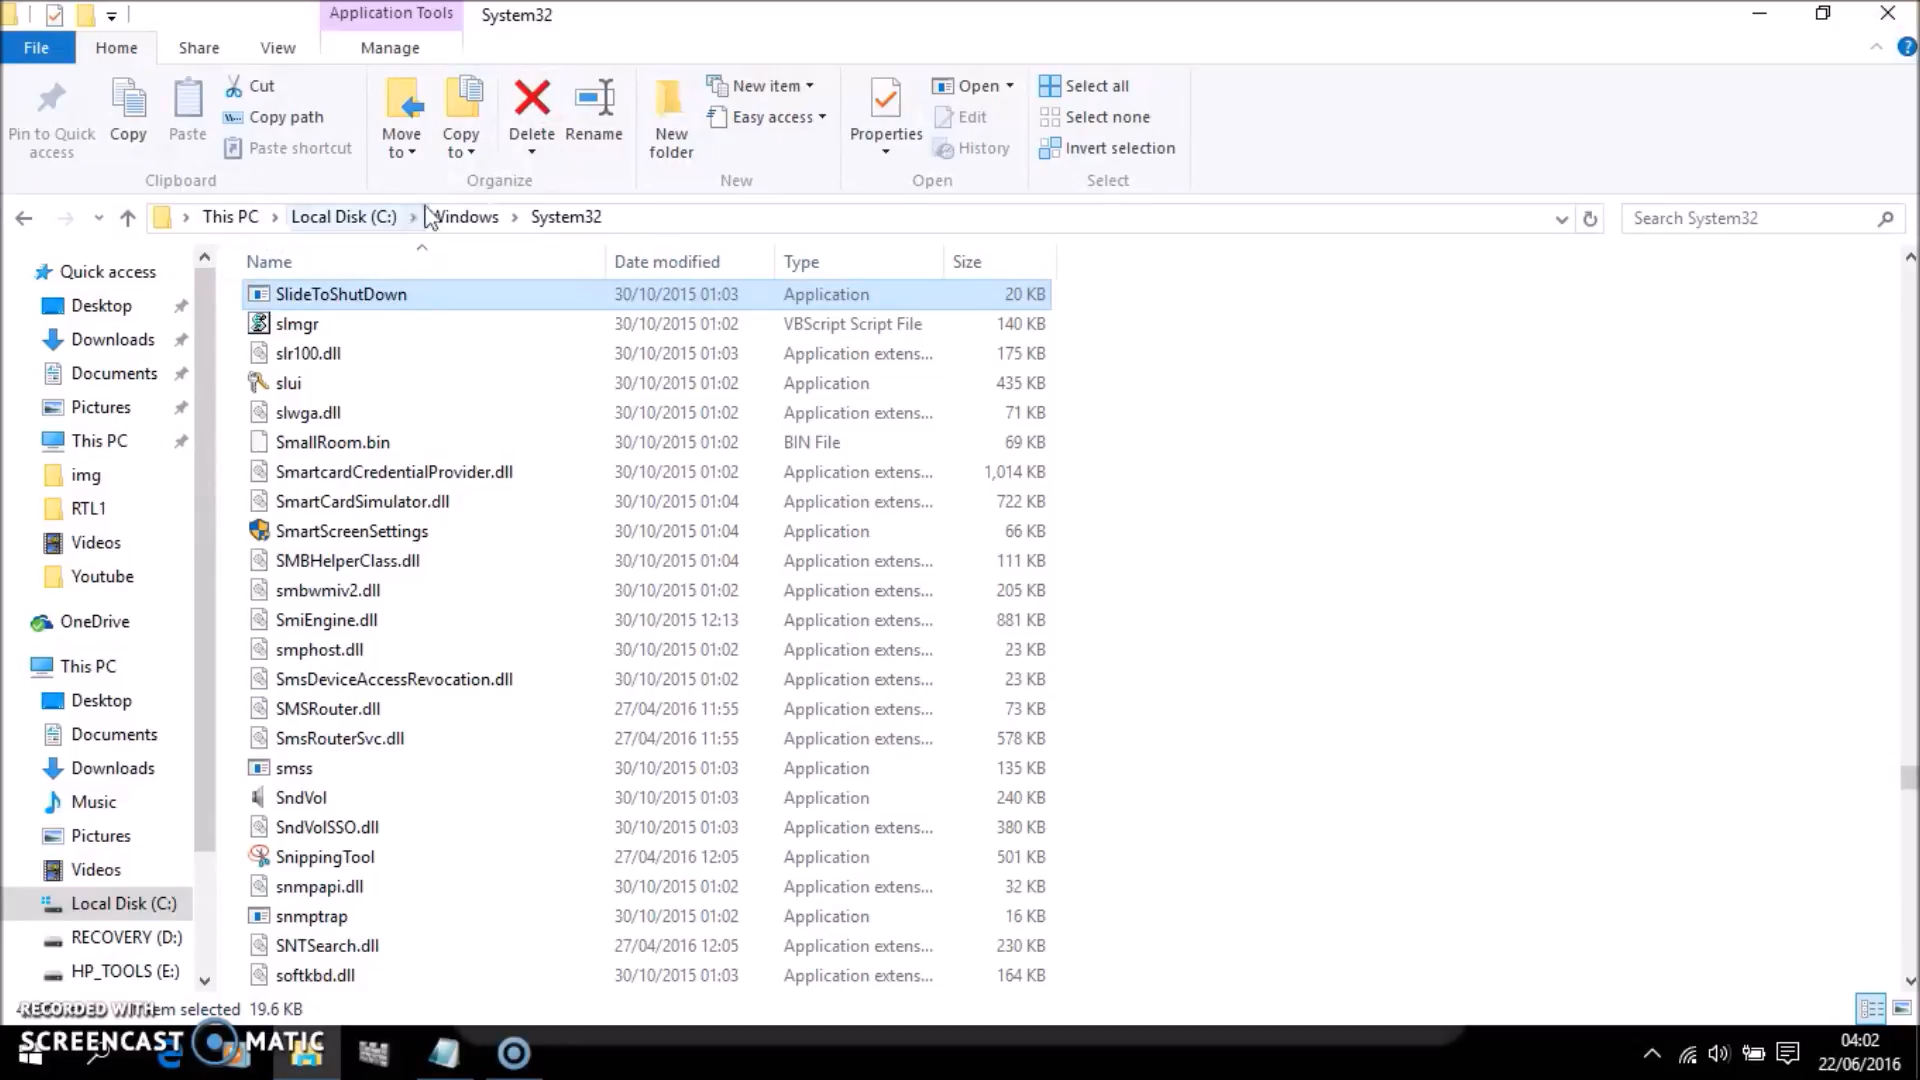 Application Tools System32
File Home Share View Manage
Pin to Quick access
Copy
Paste
Cut
Copy path
Paste shortcut
Clipboard
Move to
Copy to
Delete
Rename
Organize
New folder
New item
Easy access
New
Properties
Open
Edit
History
Open
Select all
Select none
Invert selection
Select
This PC > Local Disk (C:) > Windows > System32
Search System32
Quick access
Desktop
Downloads
Documents
Pictures
This PC
img
RTL1
Videos
Youtube
OneDrive
This PC
Desktop
Documents
Downloads
Music
Pictures
Videos
Local Disk (C:)
RECOVERY (D:)
HP_TOOLS (E:)
Name Date modified Type Size
SlideToShutDown 30/10/2015 01:03 Application 20 KB
slmgr 30/10/2015 01:02 VBScript Script File 140 KB
slr100.dll 30/10/2015 01:03 Application extens... 175 KB
slui 30/10/2015 01:02 Application 435 KB
slwga.dll 30/10/2015 01:02 Application extens... 71 KB
SmallRoom.bin 30/10/2015 01:02 BIN File 69 KB
SmartcardCredentialProvider.dll 30/10/2015 01:02 Application extens... 1,014 KB
SmartCardSimulator.dll 30/10/2015 01:04 Application extens... 722 KB
SmartScreenSettings 30/10/2015 01:04 Application 66 KB
SMBHelperClass.dll 30/10/2015 01:04 Application extens... 111 KB
smbwmiv2.dll 30/10/2015 01:02 Application extens... 205 KB
SmiEngine.dll 30/10/2015 12:13 Application extens... 881 KB
smphost.dll 30/10/2015 01:02 Application extens... 23 KB
SmsDeviceAccessRevocation.dll 30/10/2015 01:02 Application extens... 23 KB
SMSRouter.dll 27/04/2016 11:55 Application extens... 73 KB
SmsRouterSvc.dll 27/04/2016 11:55 Application extens... 578 KB
smss 30/10/2015 01:03 Application 135 KB
SndVol 30/10/2015 01:03 Application 240 KB
SndVolSSO.dll 30/10/2015 01:03 Application extens... 380 KB
SnippingTool 27/04/2016 12:05 Application 501 KB
snmpapi.dll 30/10/2015 01:02 Application extens... 32 KB
snmptrap 30/10/2015 01:02 Application 16 KB
SNTSearch.dll 27/04/2016 12:05 Application extens... 230 KB
softkbd.dll 30/10/2015 01:03 Application extens... 164 KB
RECORDED WITH
selected 19.6 KB
SCREENCAST MATIC
04:02
22/06/2016